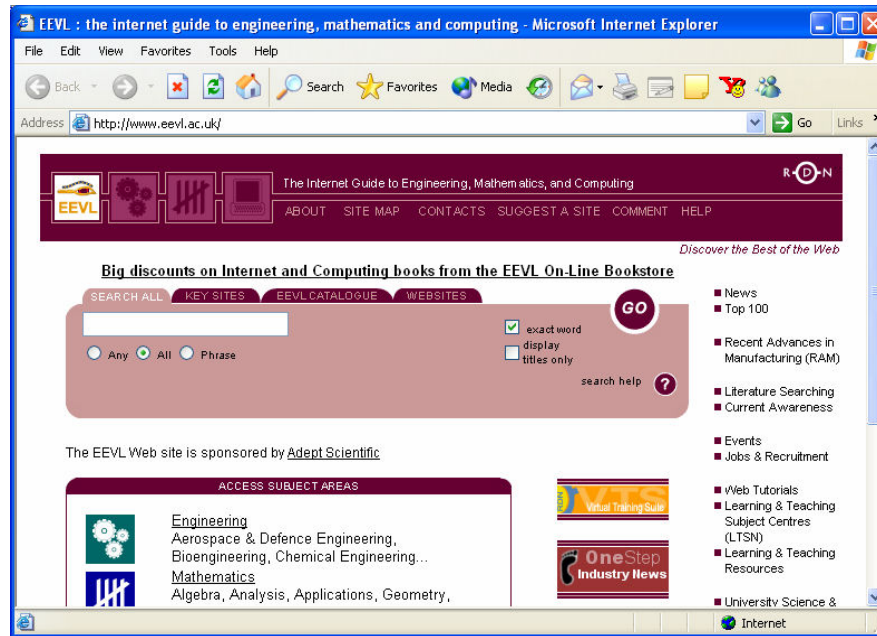 EEVL : the internet guide to engineering, mathematics and computing - Microsoft Internet Explorer
File Edit View Favorites Tools Help
Back Search Favorites Media
Address http://www.eevl.ac.uk/ Go Links
R D N
The Internet Guide to Engineering, Mathematics, and Computing
EEVL
ABOUT SITE MAP CONTACTS SUGGEST A SITE COMMENT HELP
Discover the Best of the Web
Big discounts on Internet and Computing books from the EEVL On-Line Bookstore
SEARCH ALL KEY SITES EEVL CATALOGUE WEBSITES
GO
exact word
Any All Phrase
display
titles only
search help ?
News
Top 100
Recent Advances in
Manufacturing (RAM)
Literature Searching
Current Awareness
Events
Jobs & Recruitment
Web Tutorials
Learning & Teaching
Subject Centres
(LTSN)
Learning & Teaching
Resources
University Science &
The EEVL Web site is sponsored by Adept Scientific
ACCESS SUBJECT AREAS
Engineering
Aerospace & Defence Engineering,
Bioengineering, Chemical Engineering...
Mathematics
Algebra, Analysis, Applications, Geometry,
RDN VTS
Virtual Training Suite
OneStep
Industry News
Internet